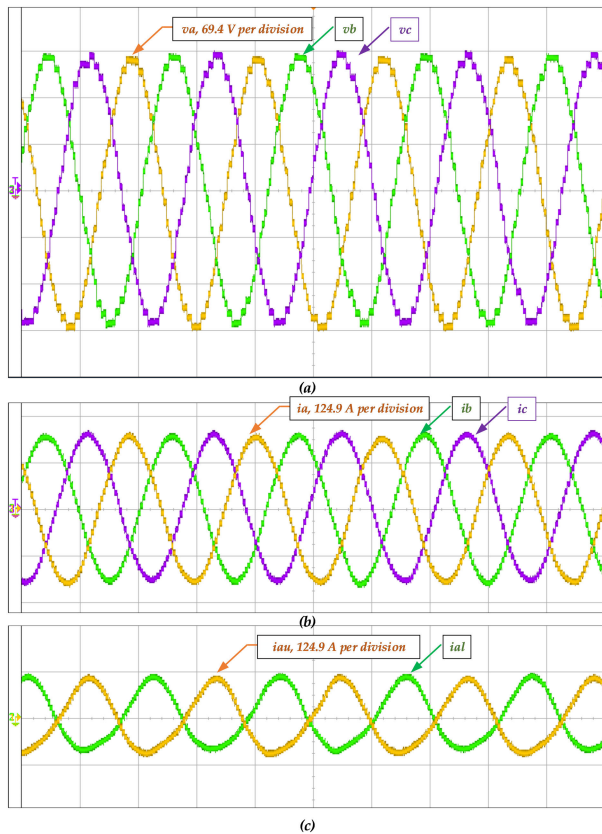 va, 69.4 V per division
vb
vc
(a)
ia, 124.9 A per division
ib
ic
(b)
iau, 124.9 A per division
ial
(c)